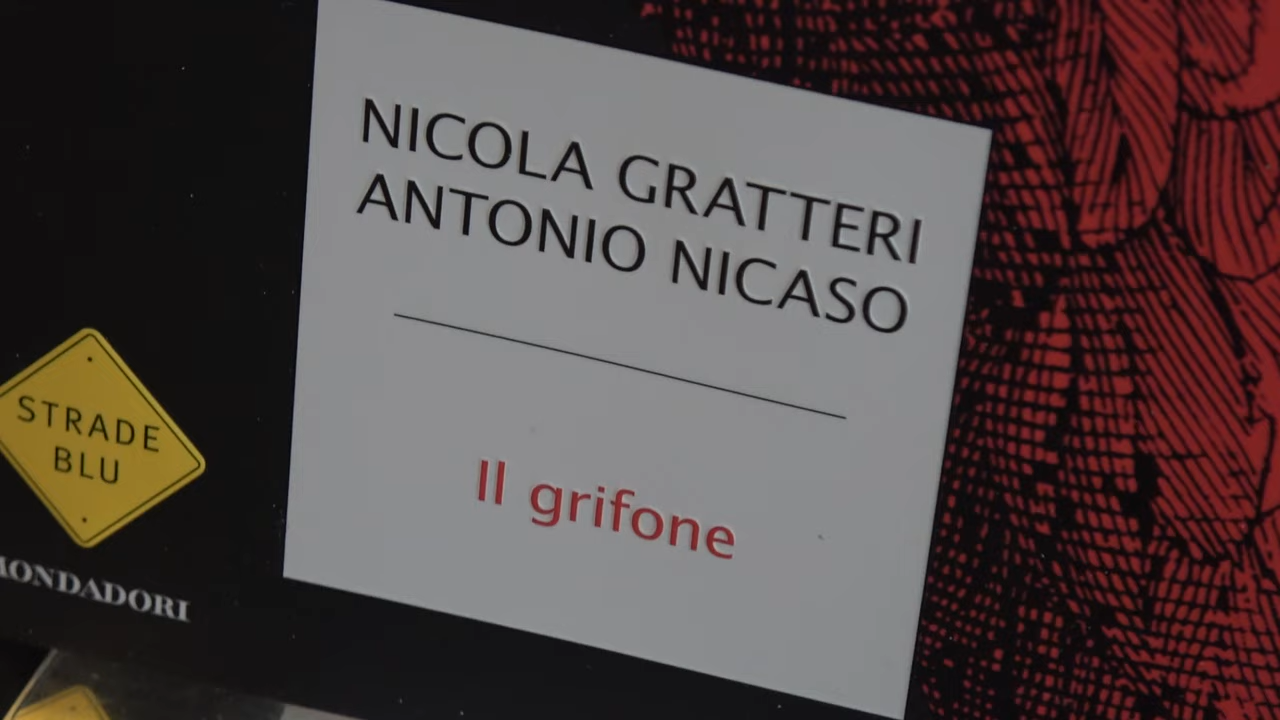 NICOLA GRATTERI
ANTONIO NICASO
Il grifone
STRADE
BLU
MONDADORI